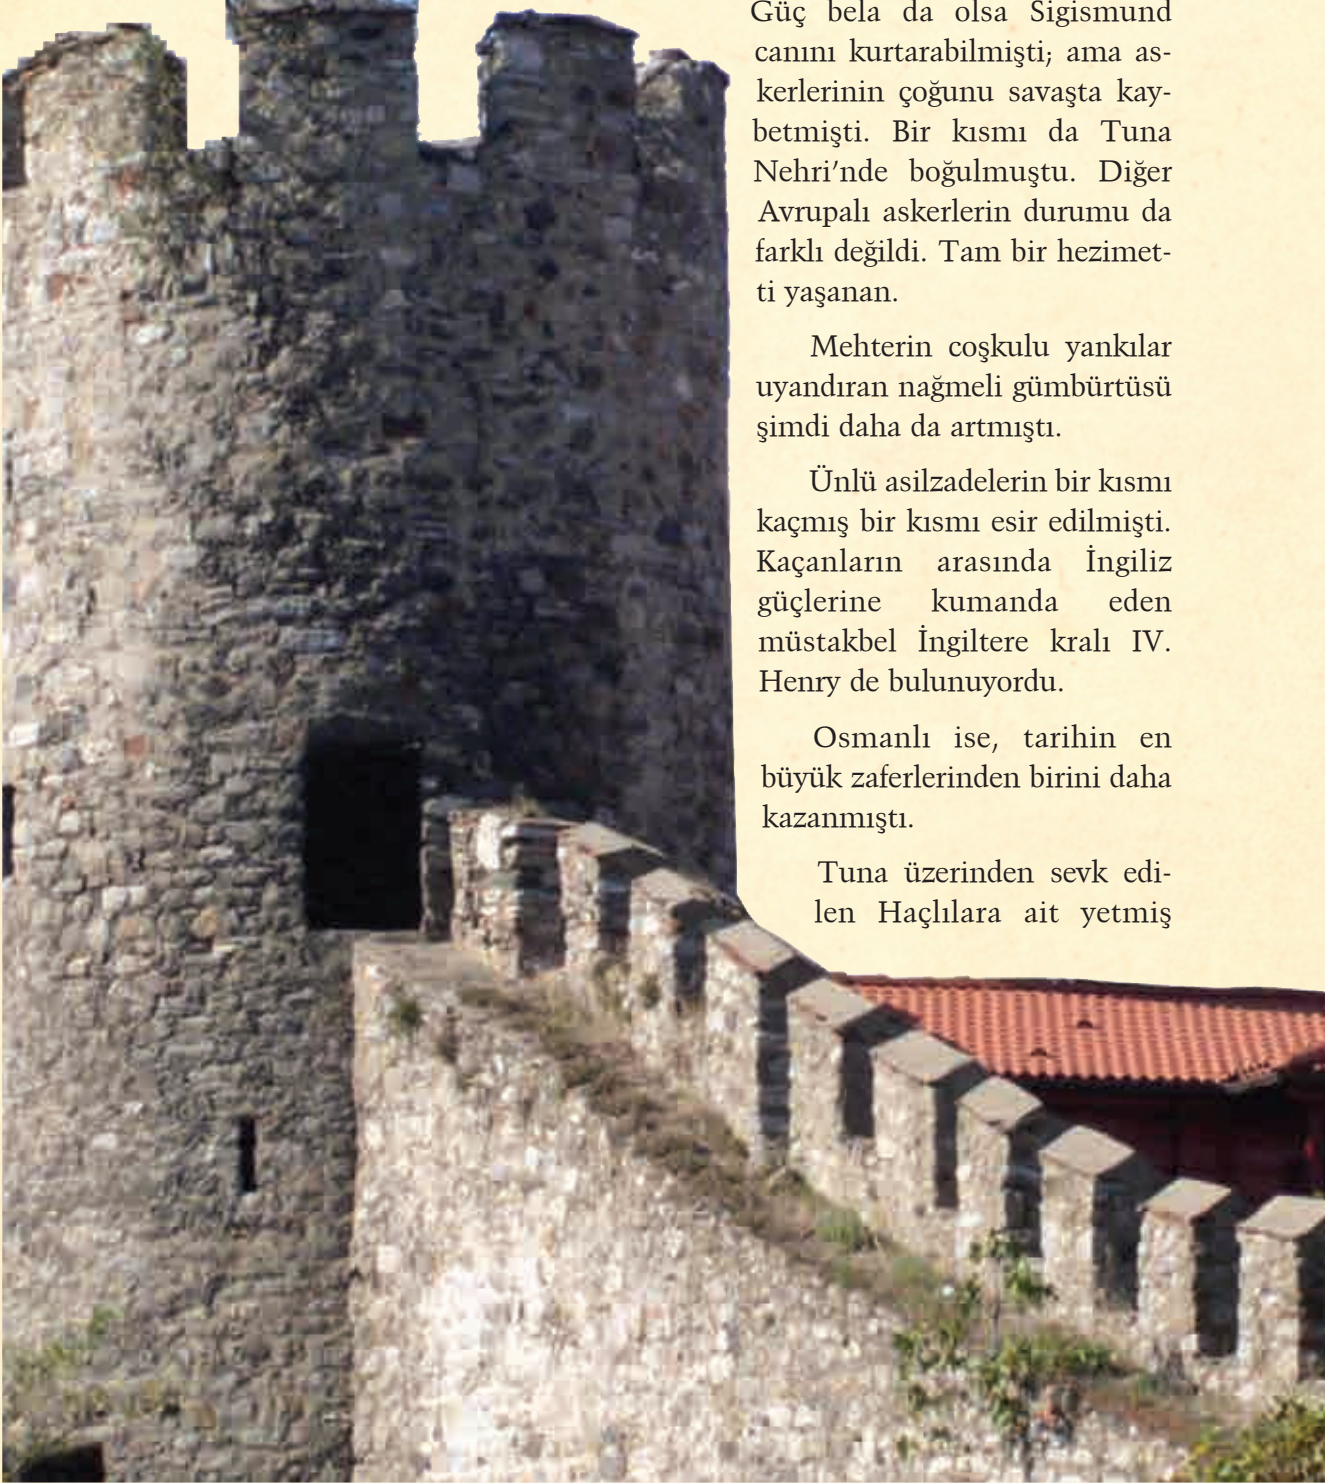 Güç bela da olsa Sigismund
canını kurtarabilmişti; ama as-
kerlerinin çoğunu savaşta kay-
betmişti. Bir kısmı da Tuna
Nehri'nde boğulmuştu. Diğer
Avrupalı askerlerin durumu da
farklı değildi. Tam bir hezimet-
ti yaşanan.
Mehterin coşkulu yankılar
uyandıran nağmeli gümbürtüsü
şimdi daha da artmıştı.
Ünlü asilzadelerin bir kısmı
kaçmış bir kısmı esir edilmişti.
Kaçanların arasında İngiliz
güçlerine kumanda eden
müstakbel İngiltere kralı IV.
Henry de bulunuyordu.
Osmanlı ise, tarihin en
büyük zaferlerinden birini daha
kazanmıştı.
Tuna üzerinden sevk edi-
len Haçlılara ait yetmiş